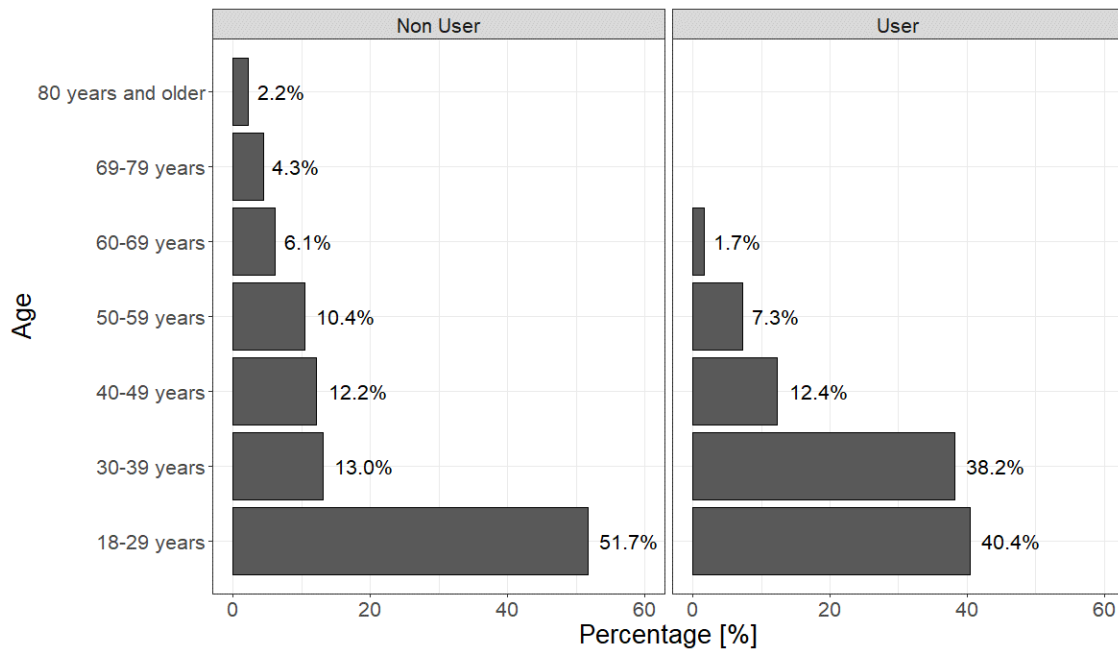 Non User
User
80 years and older
2.2%
69-79 years
4.3%
60-69 years
6.1%
1.7%
50-59 years
10.4%
7.3%
40-49 years
12.2%
12.4%
30-39 years
13.0%
38.2%
18-29 years
51.7%
40.4%
0
20
40
60
0
20
40
60
Age
Percentage [%]